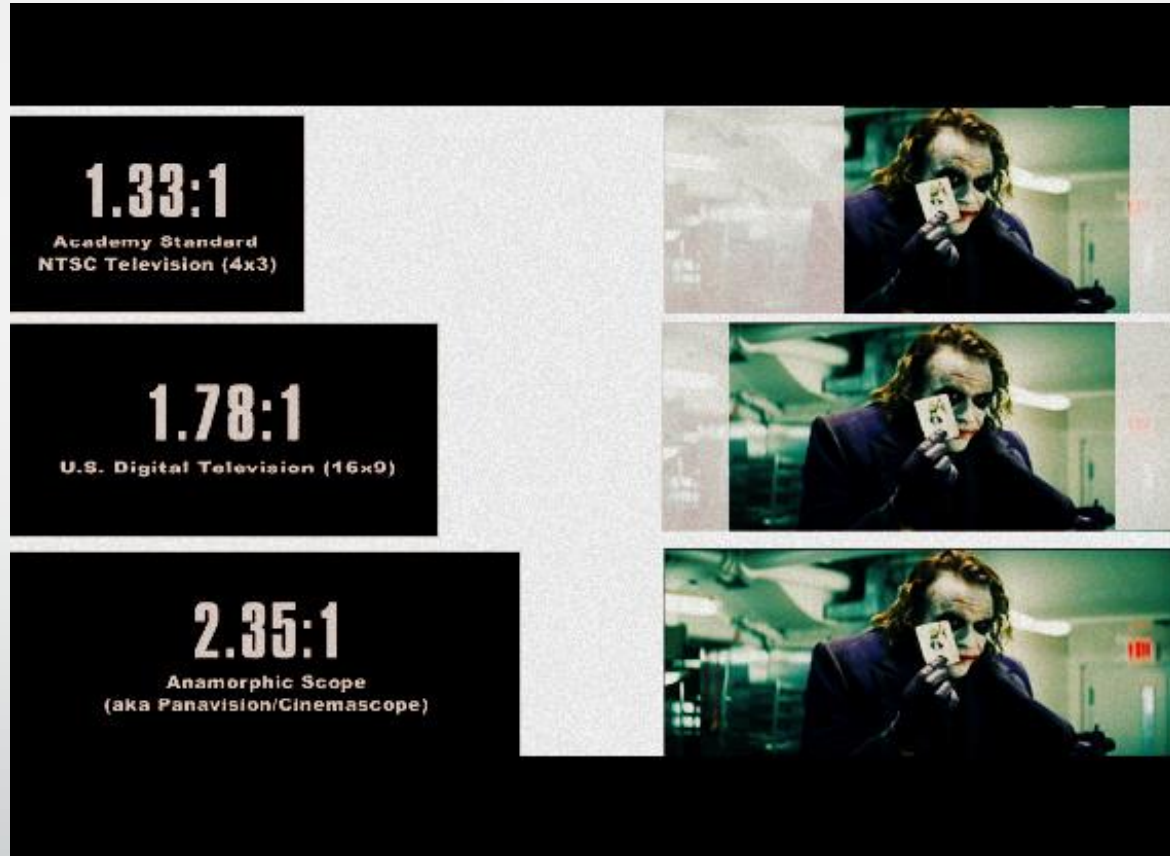 1.33:1
Academy Standard
NTSC Television (4x3)
1.78:1
U.S. Digital Television (16x9)
2.35:1
Anamorphic Scope
(aka Panavision/Cinemascope)